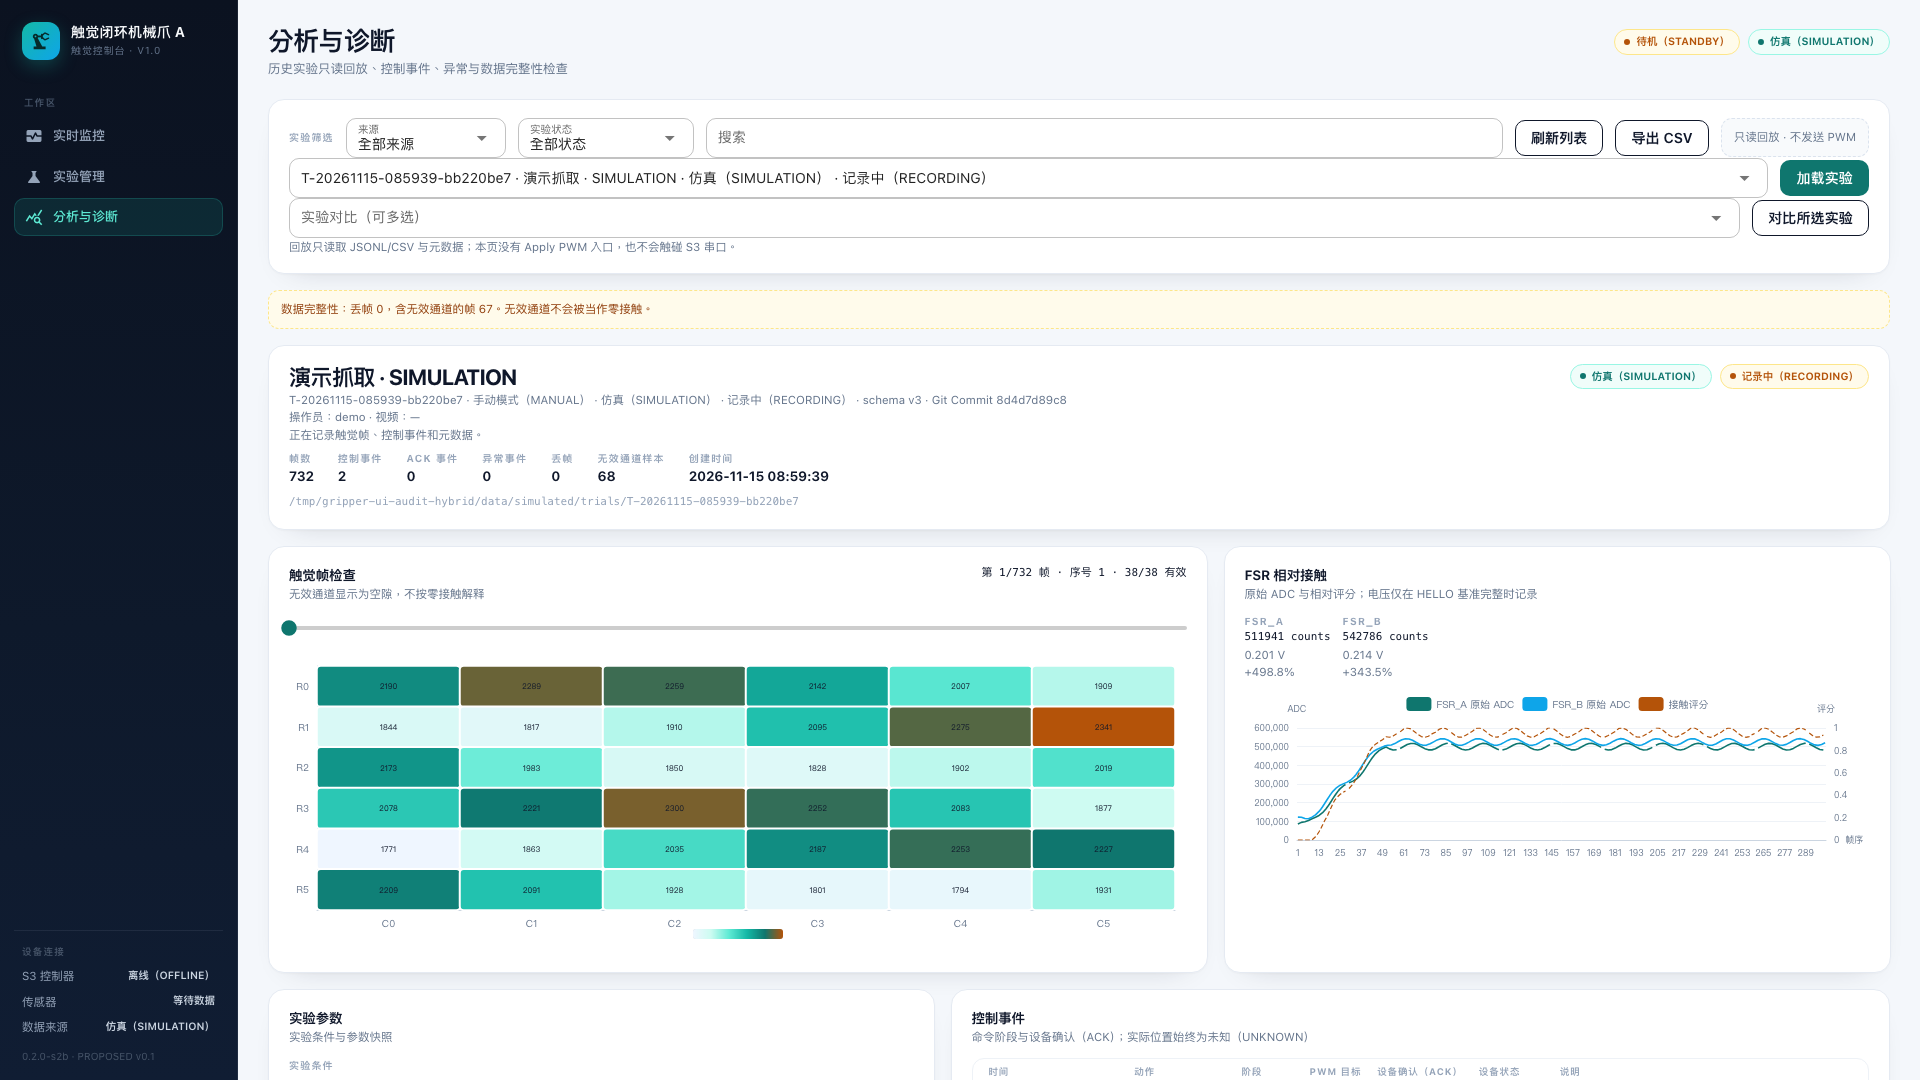 触觉闭环机械爪 A
触觉控制台 · V1.0
工作区
实时监控
实验管理
分析与诊断
设备连接
S3 控制器 离线（OFFLINE）
传感器 等待数据
数据来源 仿真（SIMULATION）
0.2.0-s2b · PROPOSED v0.1
分析与诊断
历史实验只读回放、控制事件、异常与数据完整性检查
待机（STANDBY）
仿真（SIMULATION）
实验筛选
来源
全部来源
实验状态
全部状态
搜索
刷新列表
导出 CSV
只读回放 · 不发送 PWM
T-20261115-085939-bb220be7 · 演示抓取 · SIMULATION · 仿真（SIMULATION） · 记录中（RECORDING）
加载实验
实验对比（可多选）
对比所选实验
回放只读取 JSONL/CSV 与元数据；本页没有 Apply PWM 入口，也不会触碰 S3 串口。
数据完整性：丢帧 0，含无效通道的帧 67。无效通道不会被当作零接触。
演示抓取 · SIMULATION
仿真（SIMULATION）
记录中（RECORDING）
T-20261115-085939-bb220be7 · 手动模式（MANUAL） · 仿真（SIMULATION） · 记录中（RECORDING） · schema v3 · Git Commit 8d4d7d89c8
操作员：demo · 视频：—
正在记录触觉帧、控制事件和元数据。
帧数 控制事件 ACK 事件 异常事件 丢帧 无效通道样本 创建时间
732 2 0 0 0 68 2026-11-15 08:59:39
/tmp/gripper-ui-audit-hybrid/data/simulated/trials/T-20261115-085939-bb220be7
触觉帧检查
无效通道显示为空隙，不按零接触解释
第 1/732 帧 · 序号 1 · 38/38 有效
R0 2190 2289 2259 2142 2007 1909
R1 1844 1817 1910 2095 2275 2341
R2 2173 1983 1850 1828 1902 2019
R3 2078 2221 2300 2252 2083 1877
R4 1771 1863 2035 2187 2253 2227
R5 2209 2091 1928 1801 1794 1931
C0 C1 C2 C3 C4 C5
FSR 相对接触
原始 ADC 与相对评分；电压仅在 HELLO 基准完整时记录
FSR_A FSR_B
511941 counts 542786 counts
0.201 V 0.214 V
+498.8% +343.5%
ADC
FSR_A 原始 ADC FSR_B 原始 ADC 接触评分
评分
600,000 1
500,000 0.8
400,000 0.6
300,000 0.4
200,000 0.2
100,000
0 0 帧序
1 13 25 37 49 61 73 85 97 109 121 133 145 157 169 181 193 205 217 229 241 253 265 277 289
实验参数
实验条件与参数快照
实验条件
控制事件
命令阶段与设备确认（ACK）；实际位置始终为未知（UNKNOWN）
时间 动作 阶段 PWM 目标 设备确认（ACK） 设备状态 说明